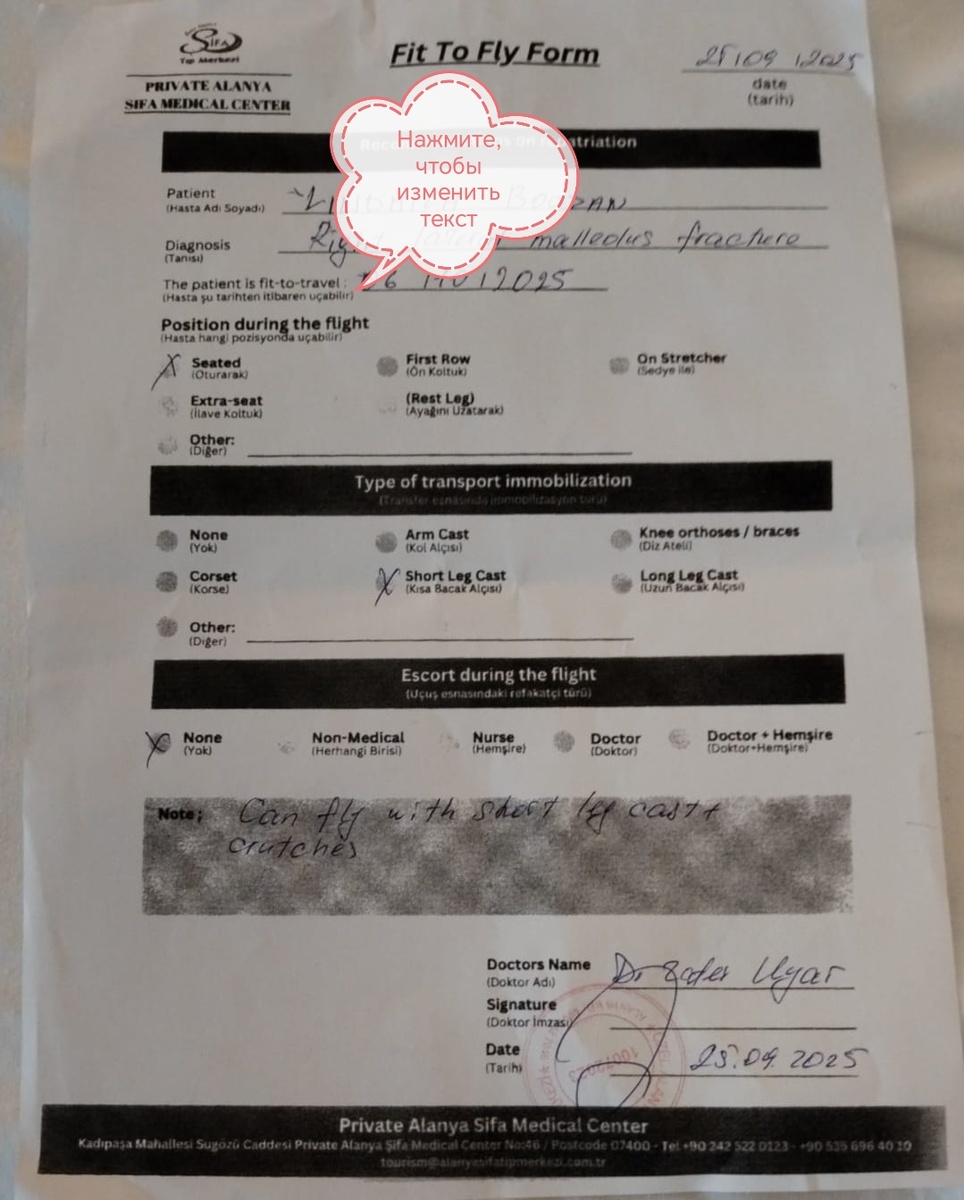 SIFA
Tıp Merkezi
PRIVATE ALANYA
SIFA MEDICAL CENTER
Fit To Fly Form
25/09/2025
date
(tarih)
Нажмите,
чтобы
изменить
текст
Patient
(Hasta Adı Soyadı)
Diagnosis Right malleolus fracture
(Tanısı)
The patient is fit-to-travel :
(Hasta şu tarihten itibaren uçabilir)
Position during the flight
(Hasta hangi pozisyonda uçabilir)
X Seated First Row On Stretcher
(Oturarak) (Ön Koltuk) (Sedye ile)
Extra-seat (Rest Leg)
(İlave Koltuk) (Ayağını Uzatarak)
Other:
(Diğer)
Type of transport immobilization
(Transfer esnasında immobilizasyon türü)
None Arm Cast Knee orthoses / braces
(Yok) (Kol Alçısı) (Diz Ateli)
Corset X Short Leg Cast Long Leg Cast
(Korse) (Kısa Bacak Alçısı) (Uzun Bacak Alçısı)
Other:
(Diğer)
Escort during the flight
(Uçuş esnasındaki refakatçi türü)
X None Non-Medical Nurse Doctor Doctor + Hemşire
(Yok) (Herhangi Birisi) (Hemşire) (Doktor) (Doktor+Hemşire)
Note: Can fly with short leg cast +
crutches
Doctors Name Dr Uyar
(Doktor Adı)
Signature
(Doktor İmzası)
Date 25.09.2025
(Tarih)
Private Alanya Sifa Medical Center
Kadıpaşa Mahallesi Sugözü Caddesi Private Alanya Şifa Medical Center No:46 / Postcode 07400 - Tel +90 242 522 0123 - +90 535 696 40 10
tourism@alanyasifatipmerkezi.com.tr